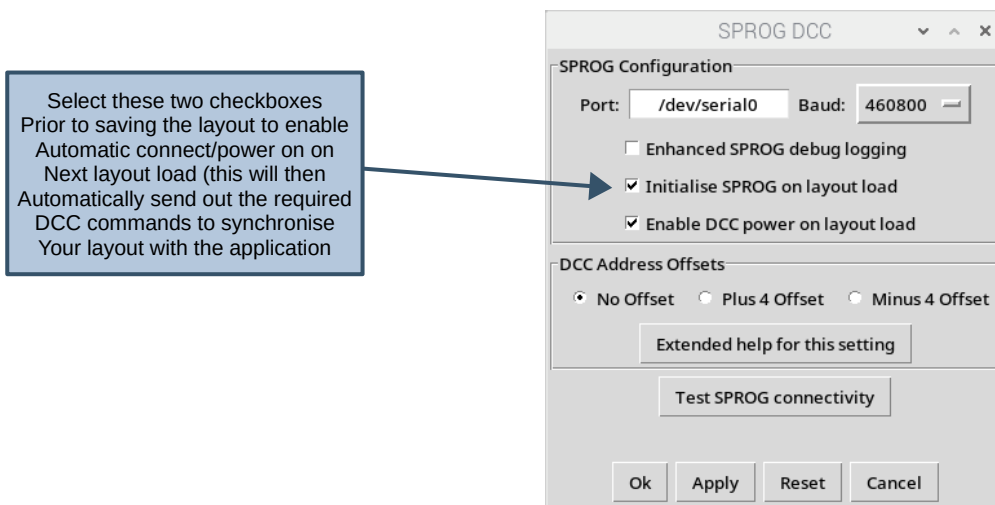 SPROG DCC
SPROG Configuration
Port: /dev/serial0 Baud: 460800
Enhanced SPROG debug logging
Initialise SPROG on layout load
Enable DCC power on layout load
DCC Address Offsets
No Offset Plus 4 Offset Minus 4 Offset
Extended help for this setting
Test SPROG connectivity
Ok Apply Reset Cancel
Select these two checkboxes
Prior to saving the layout to enable
Automatic connect/power on on
Next layout load (this will then
Automatically send out the required
DCC commands to synchronise
Your layout with the application